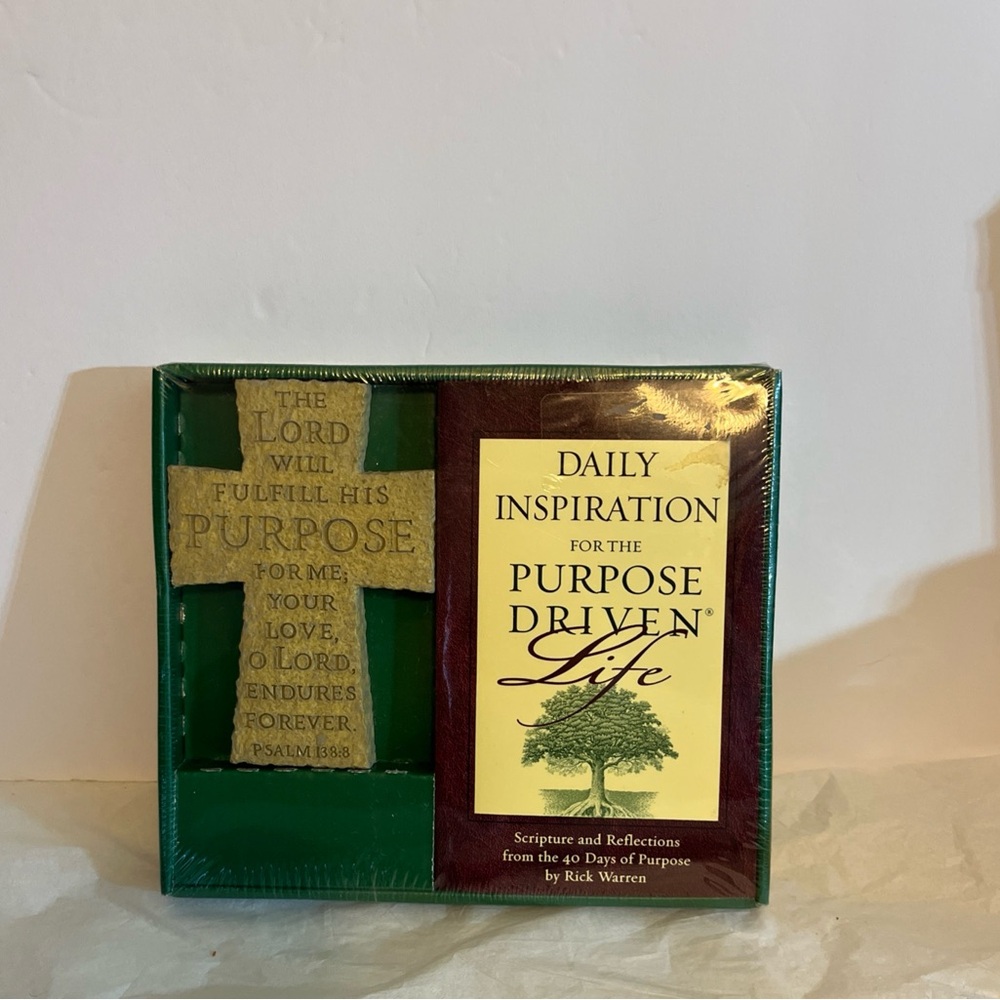 THE
LORD
WILL
FULFILL HIS
PURPOSE
FOR ME;
YOUR
LOVE,
O LORD,
ENDURES
FOREVER.
PSALM 138:8
DAILY
INSPIRATION
FOR THE
PURPOSE
DRIVEN®
Life
Scripture and Reflections
from the 40 Days of Purpose
by Rick Warren